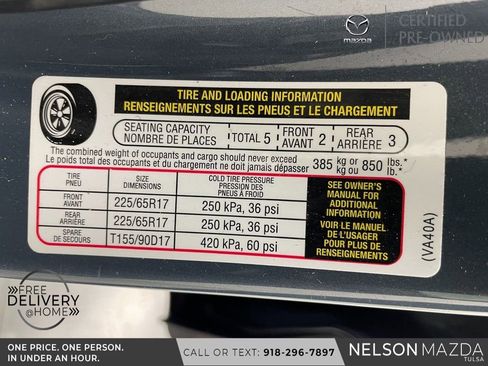 mazda
CERTIFIED
PRE-OWNED
TIRE AND LOADING INFORMATION
RENSEIGNEMENTS SUR LES PNEUS ET LE CHARGEMENT
SEATING CAPACITY
NOMBRE DE PLACES
TOTAL 5
FRONT
AVANT 2
REAR
ARRIÈRE 3
The combined weight of occupants and cargo should never exceed
Le poids total des occupants et du chargement ne doit jamais dépasser
385 kg or 850 lbs.
kg ou lb.
TIRE
PNEU
SIZE
DIMENSIONS
COLD TIRE PRESSURE
PRESSION DES
PNEUS À FROID
FRONT
AVANT
225/65R17
250 kPa, 36 psi
REAR
ARRIÈRE
225/65R17
250 kPa, 36 psi
SPARE
DE SECOURS
T155/90D17
420 kPa, 60 psi
SEE OWNER'S
MANUAL FOR
ADDITIONAL
INFORMATION
VOIR LE MANUEL
DE L'USAGER
POUR PLUS DE
RENSEIGNEMENTS
(VA40A)
FREE
DELIVERY
@HOME
ONE PRICE. ONE PERSON.
IN UNDER AN HOUR.
CALL OR TEXT: 918-296-7897
NELSON MAZDA
TULSA